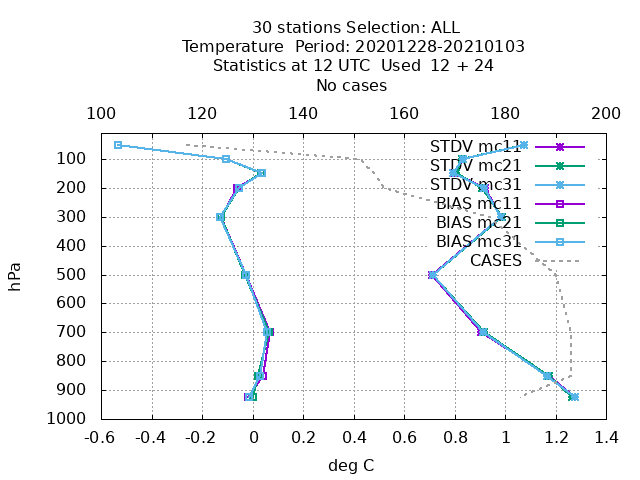 30 stations Selection: ALL
Temperature  Period: 20201228-20210103
Statistics at 12 UTC  Used  12 + 24
No cases
100 120 140 160 180 200
STDV mc11
STDV mc21
STDV mc31
BIAS mc11
BIAS mc21
BIAS mc31
CASES
hPa
100
200
300
400
500
600
700
800
900
1000
-0.6 -0.4 -0.2 0 0.2 0.4 0.6 0.8 1 1.2 1.4
deg C